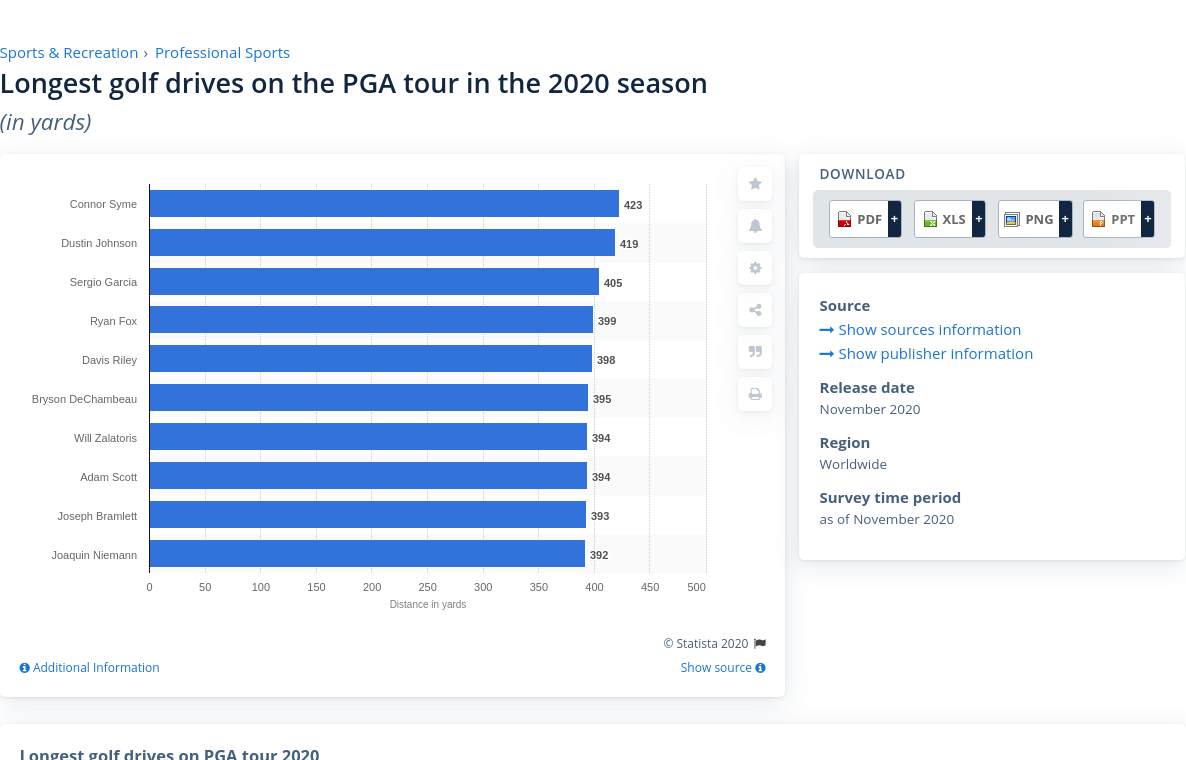 Sports & Recreation › Professional Sports
Longest golf drives on the PGA tour in the 2020 season
(in yards)
Connor Syme 423
Dustin Johnson 419
Sergio Garcia 405
Ryan Fox 399
Davis Riley 398
Bryson DeChambeau 395
Will Zalatoris 394
Adam Scott 394
Joseph Bramlett 393
Joaquin Niemann 392
0 50 100 150 200 250 300 350 400 450 500
Distance in yards
© Statista 2020
Additional Information
Show source
DOWNLOAD
PDF + XLS + PNG + PPT +
Source
Show sources information
Show publisher information
Release date
November 2020
Region
Worldwide
Survey time period
as of November 2020
Longest golf drives on PGA tour 2020